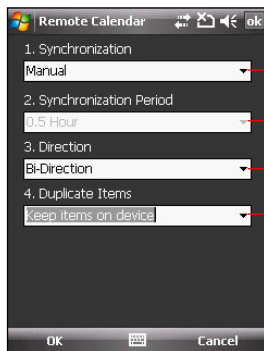 Remote Calendar ok
1. Synchronization
Manual
2. Synchronization Period
0.5 Hour
3. Direction
Bi-Direction
4. Duplicate Items
Keep items on device
OK Cancel